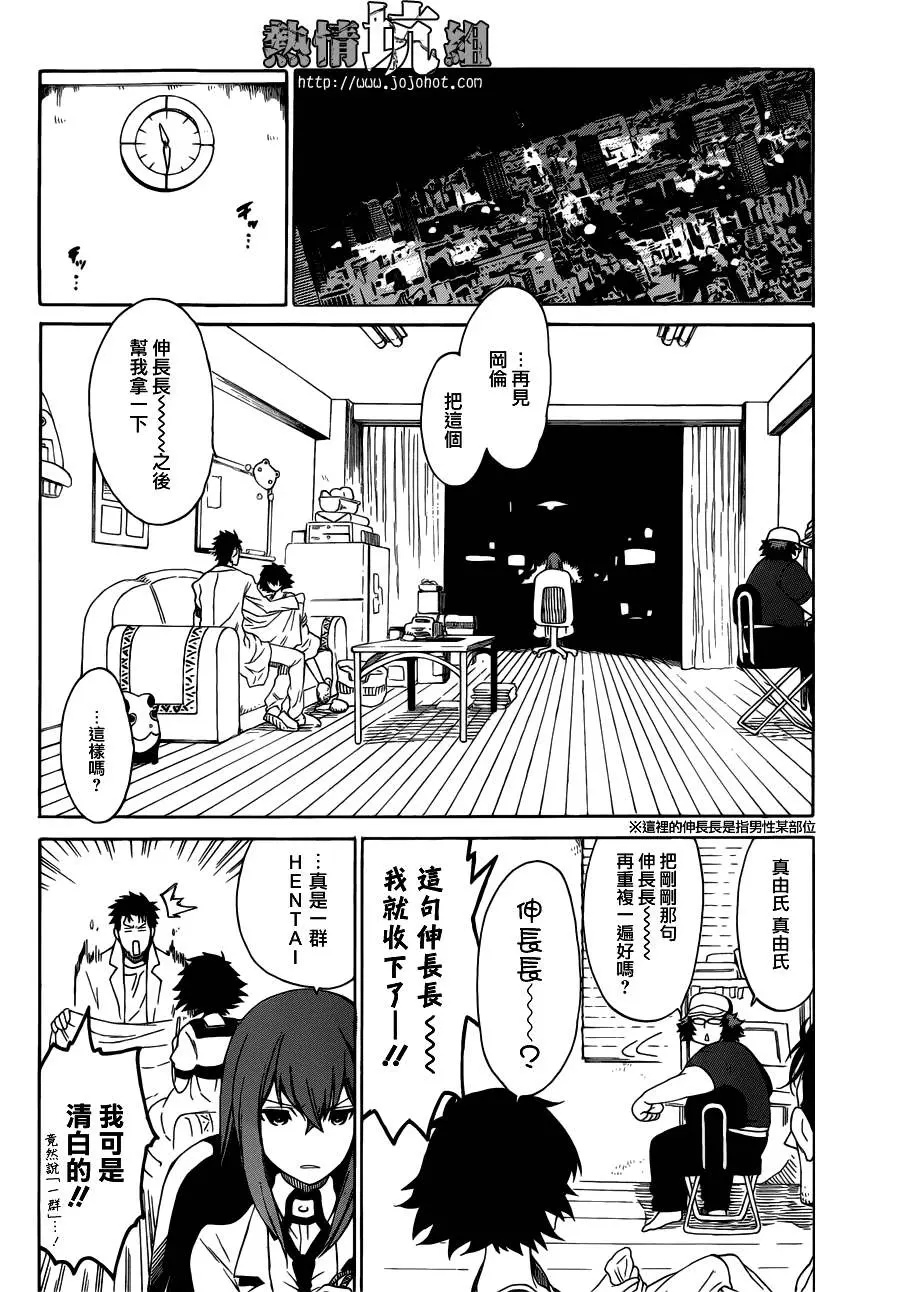 熱情坑組
http://www.jojohot.com
チッ…
チッ…
…再見
岡倫
把這個
伸長長～～～～之後
幫我拿一下
…這樣嗎？
※這裡的伸長長是指男性某部位
真由氏 真由氏
把剛剛那句
伸長長～～～～
再重複一遍好嗎？
伸長長～～～～？
這句伸長長～～～～
我就收下了—!!
…真是一群
HENTAI
我可是
清白的!!
竟然說「一群」…！